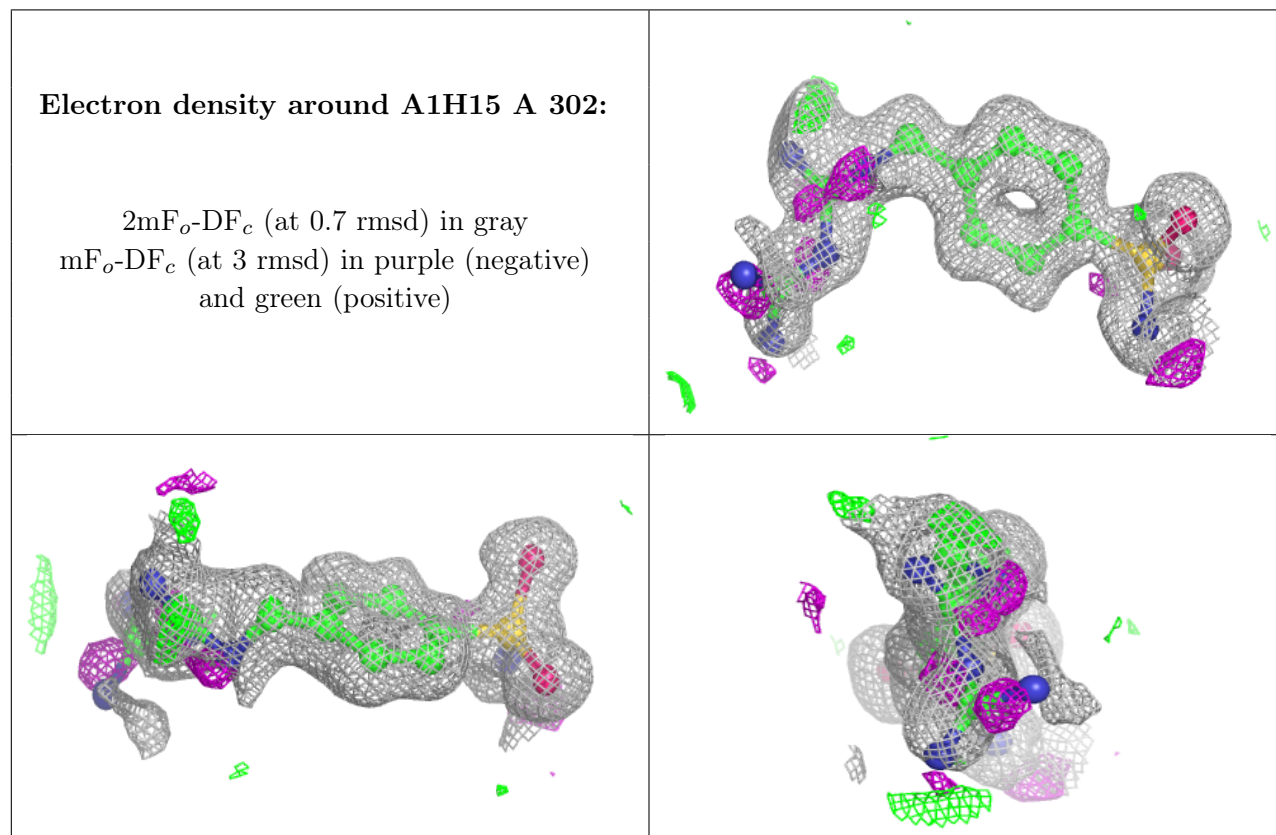 Electron density around A1H15 A 302:
2mFo-DFc (at 0.7 rmsd) in gray
mFo-DFc (at 3 rmsd) in purple (negative)
and green (positive)